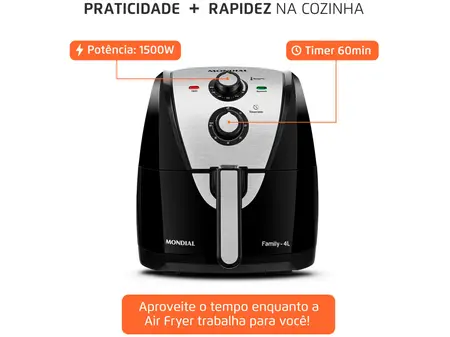 PRATICIDADE + RAPIDEZ NA COZINHA
Potência: 1500W
Timer 60min
MONDIAL
MONDIAL
Family - 4L
Aproveite o tempo enquanto a
Air Fryer trabalha para você!